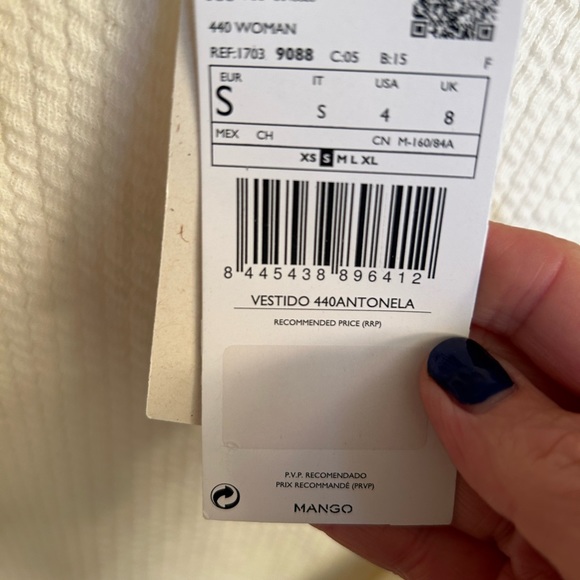 440 WOMAN
REF:1703 9088 C:05 B:15 F
EUR IT USA UK
S S 4 8
MEX CH CN M-160/84A
XS S M L XL
8 445438 896412
VESTIDO 440ANTONELA
RECOMMENDED PRICE (RRP)
P.V.P. RECOMENDADO
PRIX RECOMMANDÉ (PRVP)
MANGO